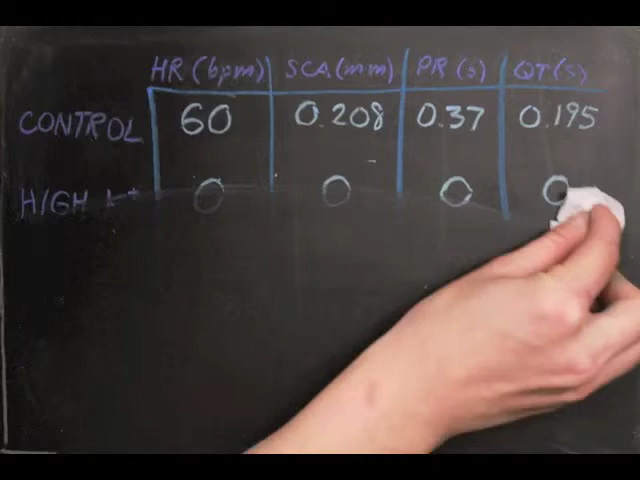 HR (bpm) SCA (mm) PR (s) QT (s)
CONTROL 60 0.208 0.37 0.195
HIGH K+ 0 0 0 0